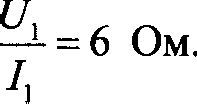 U₁
I₁ = 6 Ом.